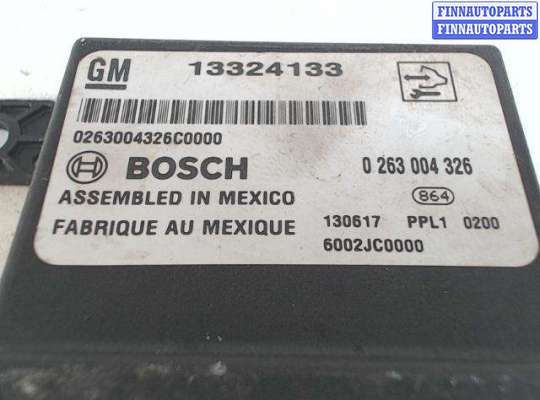 FINNAUTOPARTS
FINNAUTOPARTS
GM 13324133
0263004326C0000
BOSCH 0 263 004 326
ASSEMBLED IN MEXICO 864
FABRIQUE AU MEXIQUE 130617 PPL1 0200
6002JC0000